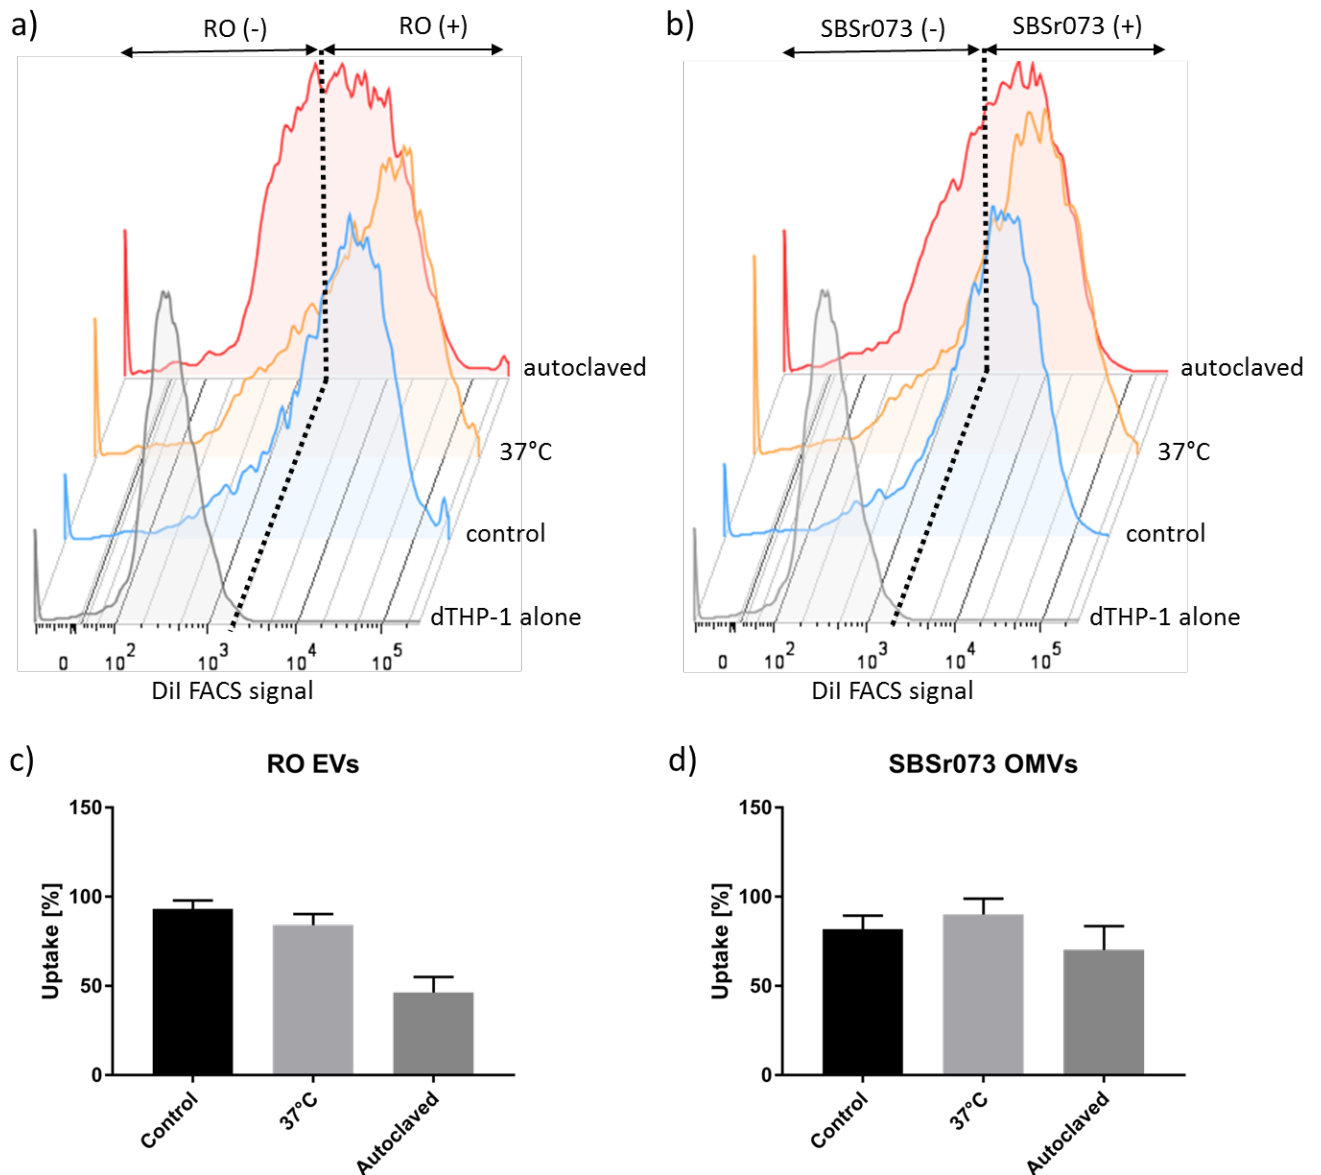 a)
RO (-)
RO (+)
autoclaved
37°C
control
dTHP-1 alone
0 10² 10³ 10⁴ 10⁵
DiI FACS signal
b)
SBSr073 (-)
SBSr073 (+)
autoclaved
37°C
control
dTHP-1 alone
0 10² 10³ 10⁴ 10⁵
DiI FACS signal
c)
RO EVs
Uptake [%]
150
100
50
0
Control
37°C
Autoclaved
d)
SBSr073 OMVs
Uptake [%]
150
100
50
0
Control
37°C
Autoclaved